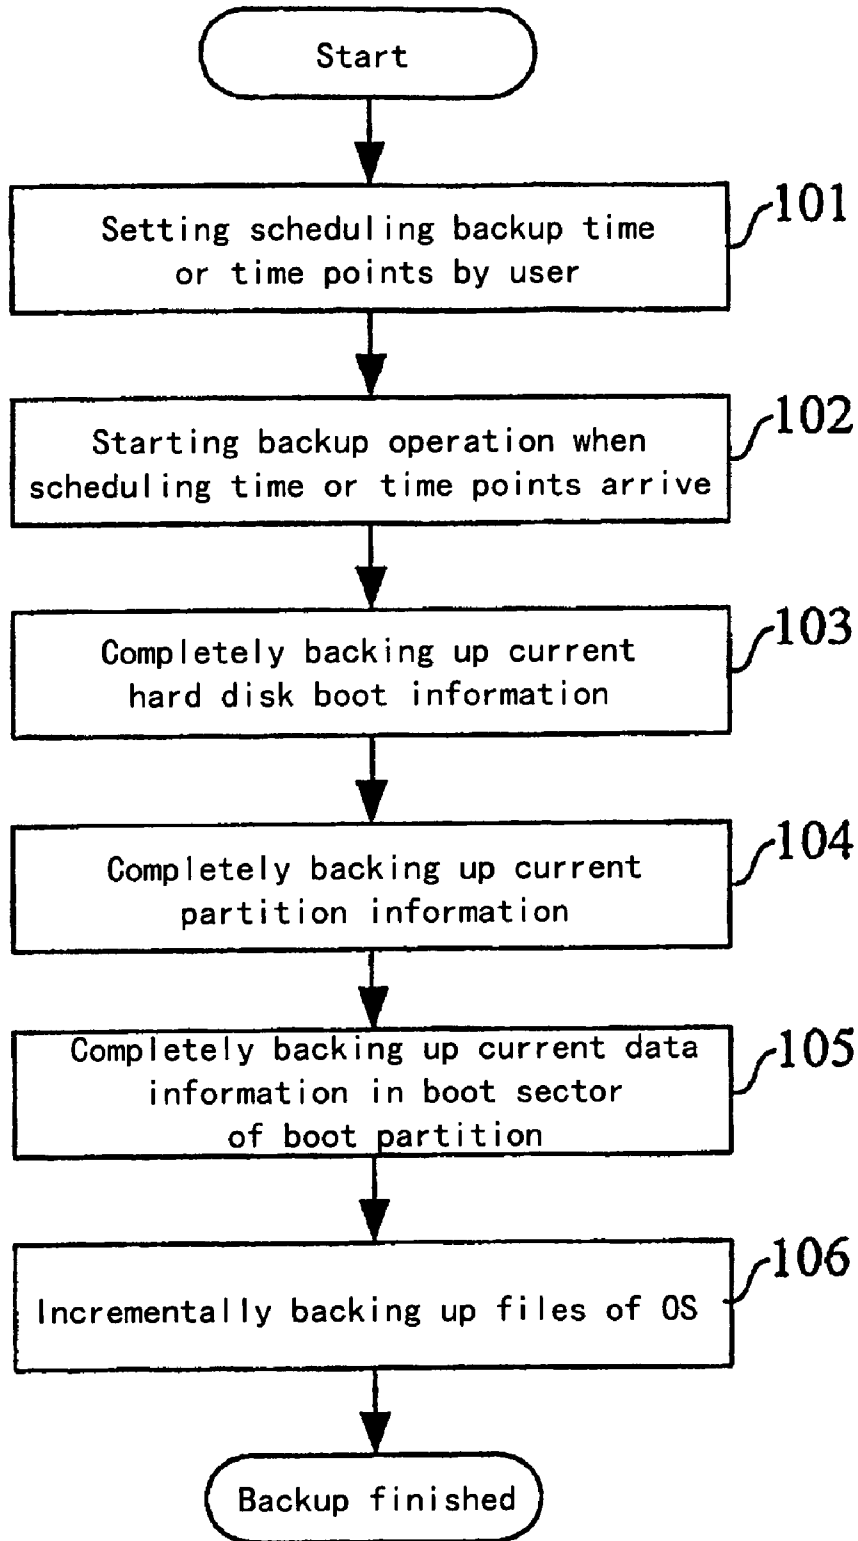 Start
101
Setting scheduling backup time
or time points by user
102
Starting backup operation when
scheduling time or time points arrive
103
Completely backing up current
hard disk boot information
104
Completely backing up current
partition information
105
Completely backing up current data
information in boot sector
of boot partition
106
Incrementally backing up files of OS
Backup finished